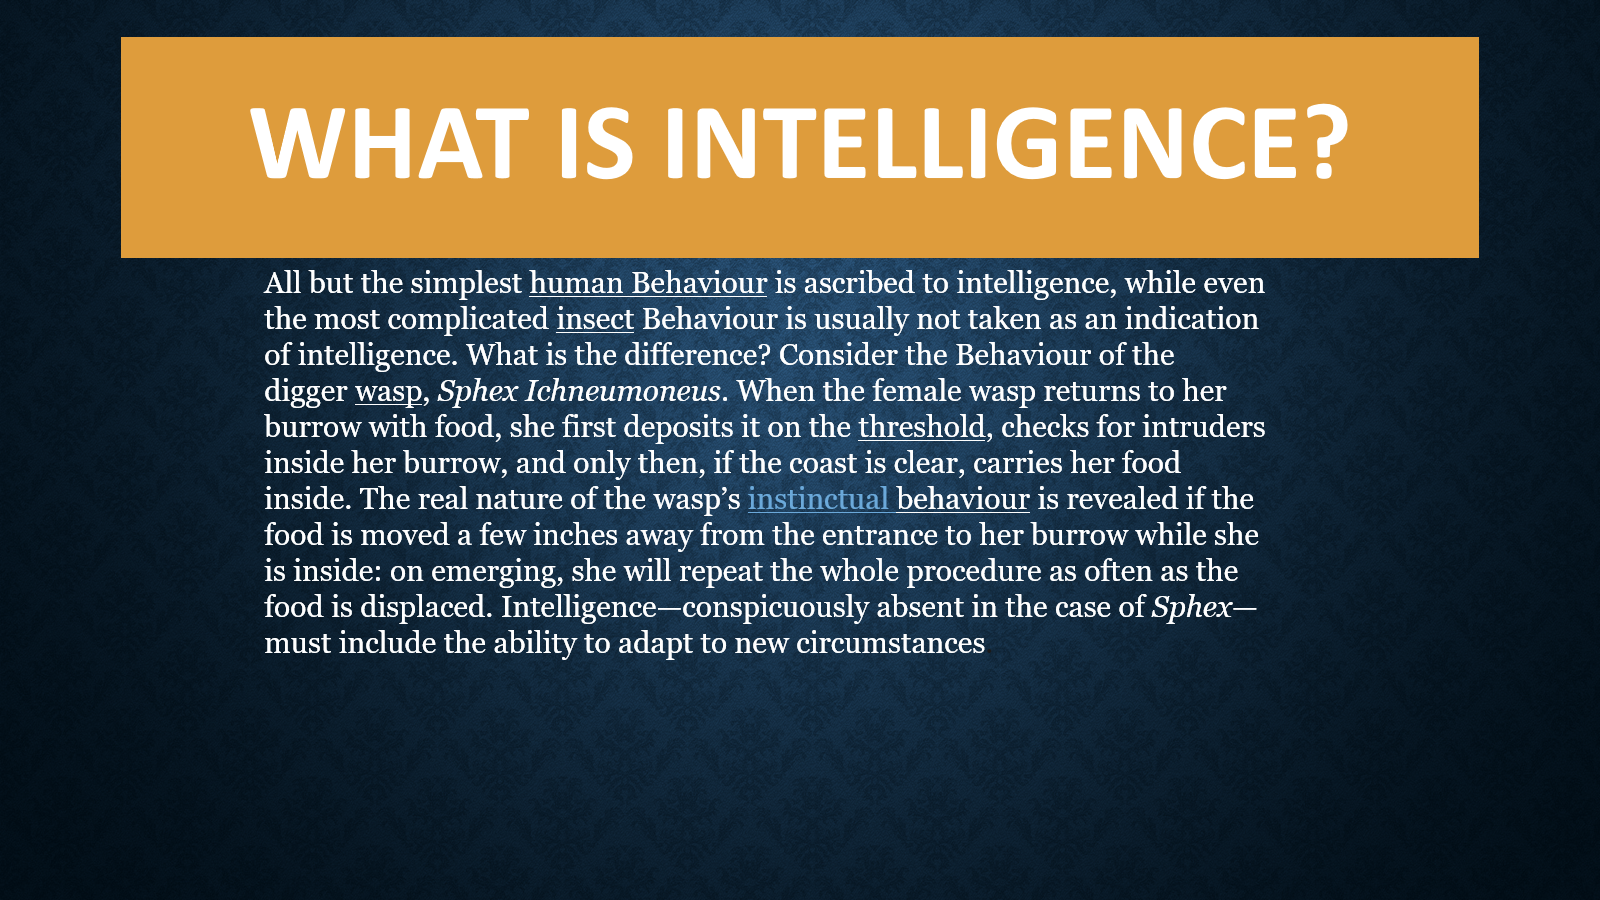 WHAT IS INTELLIGENCE?
All but the simplest human Behaviour is ascribed to intelligence, while even
the most complicated insect Behaviour is usually not taken as an indication
of intelligence. What is the difference? Consider the Behaviour of the
digger wasp, Sphex Ichneumoneus. When the female wasp returns to her
burrow with food, she first deposits it on the threshold, checks for intruders
inside her burrow, and only then, if the coast is clear, carries her food
inside. The real nature of the wasp’s instinctual behaviour is revealed if the
food is moved a few inches away from the entrance to her burrow while she
is inside: on emerging, she will repeat the whole procedure as often as the
food is displaced. Intelligence—conspicuously absent in the case of Sphex—
must include the ability to adapt to new circumstances